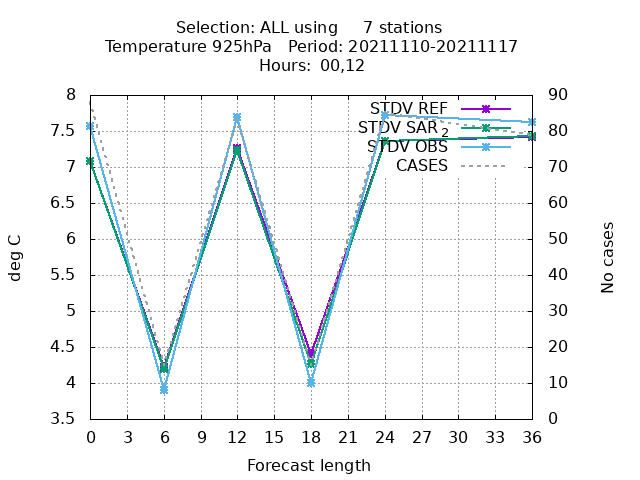 Selection: ALL using 7 stations
Temperature 925hPa Period: 20211110-20211117
Hours: 00,12
STDV REF
STDV SAR 2
STDV OBS
CASES
8
7.5
7
6.5
6
5.5
5
4.5
4
3.5
deg C
90
80
70
60
50
40
30
20
10
0
No cases
0 3 6 9 12 15 18 21 24 27 30 33 36
Forecast length